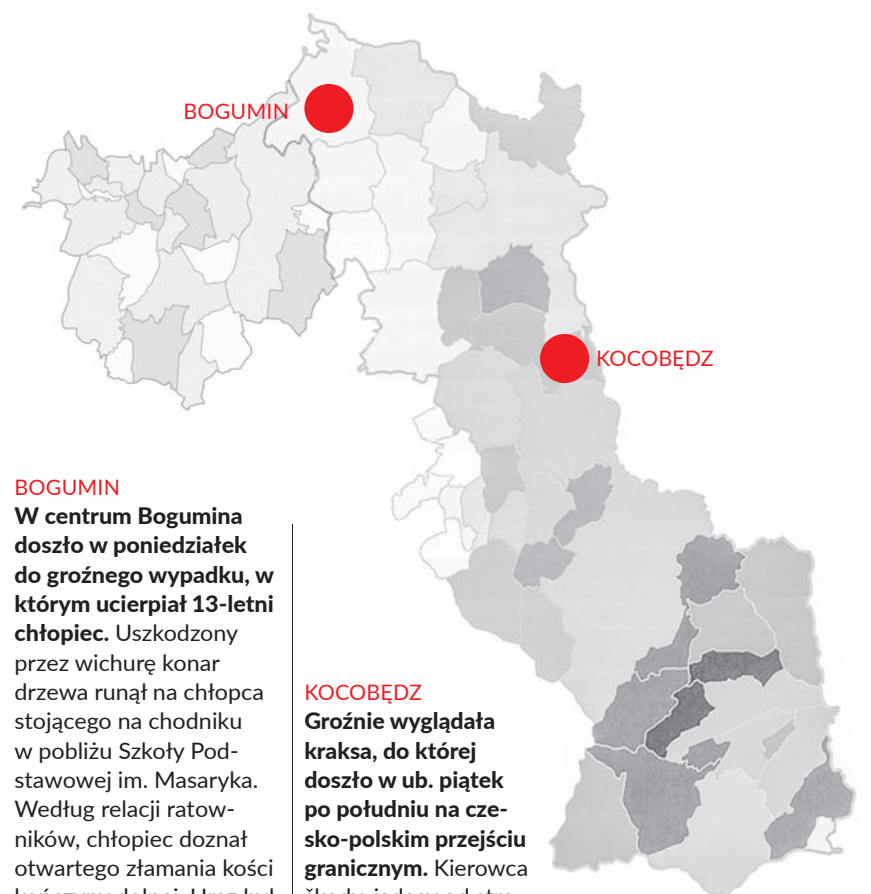 BOGUMIN
KOCOBĘDZ
BOGUMIN
W centrum Bogumina
doszło w poniedziałek
do groźnego wypadku, w
którym ucierpiał 13-letni
chłopiec. Uszkodzony
przez wichurę konar
drzewa runął na chłopca
stojącego na chodniku
w pobliżu Szkoły Pod-
stawowej im. Masaryka.
Według relacji ratow-
ników, chłopiec doznał
otwartego złamania kości
KOCOBĘDZ
Groźnie wyglądała
kraksa, do której
doszło w ub. piątek
po południu na cze-
sko-polskim przejściu
granicznym. Kierowca